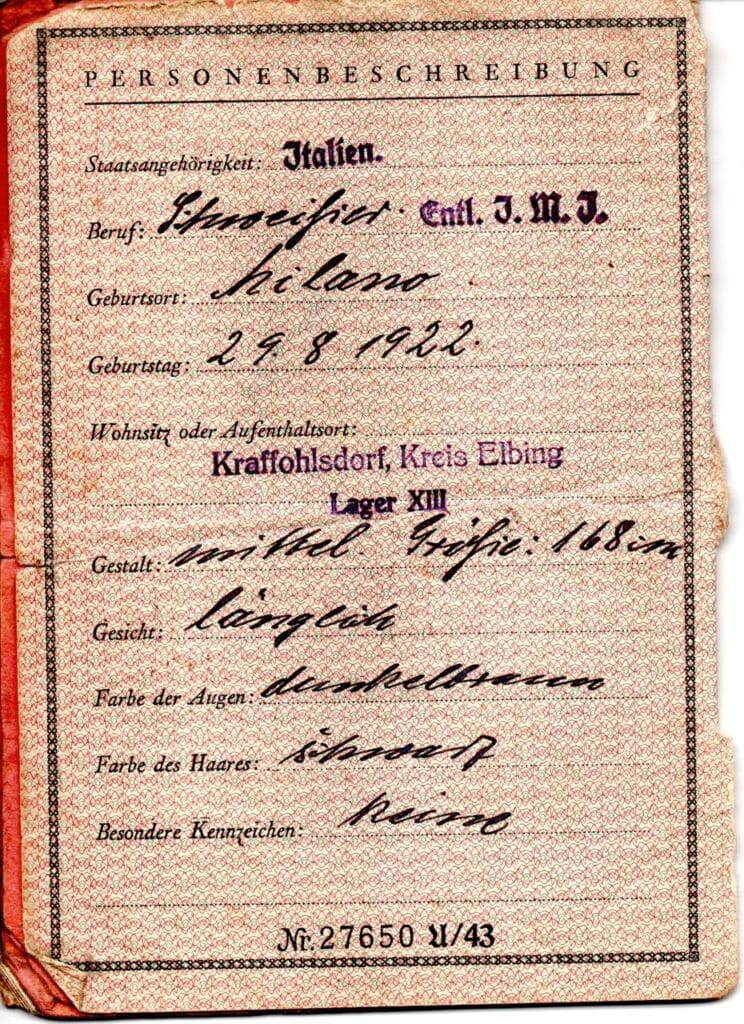 PERSONENBESCHREIBUNG
Staatsangehörigkeit: Italien.
Beruf: Schweißer. Entl. I. M. I.
Geburtsort: Milano
Geburtstag: 29. 8 1922.
Wohnsitz oder Aufenthaltsort:
Kraffohlsdorf, Kreis Elbing
Lager XIII
Gestalt: mittel. Größe: 168 cm
Gesicht: länglich
Farbe der Augen: dunkelbraun
Farbe des Haares: schwarz
Besondere Kennzeichen: keine
Nr. 27650 U/43